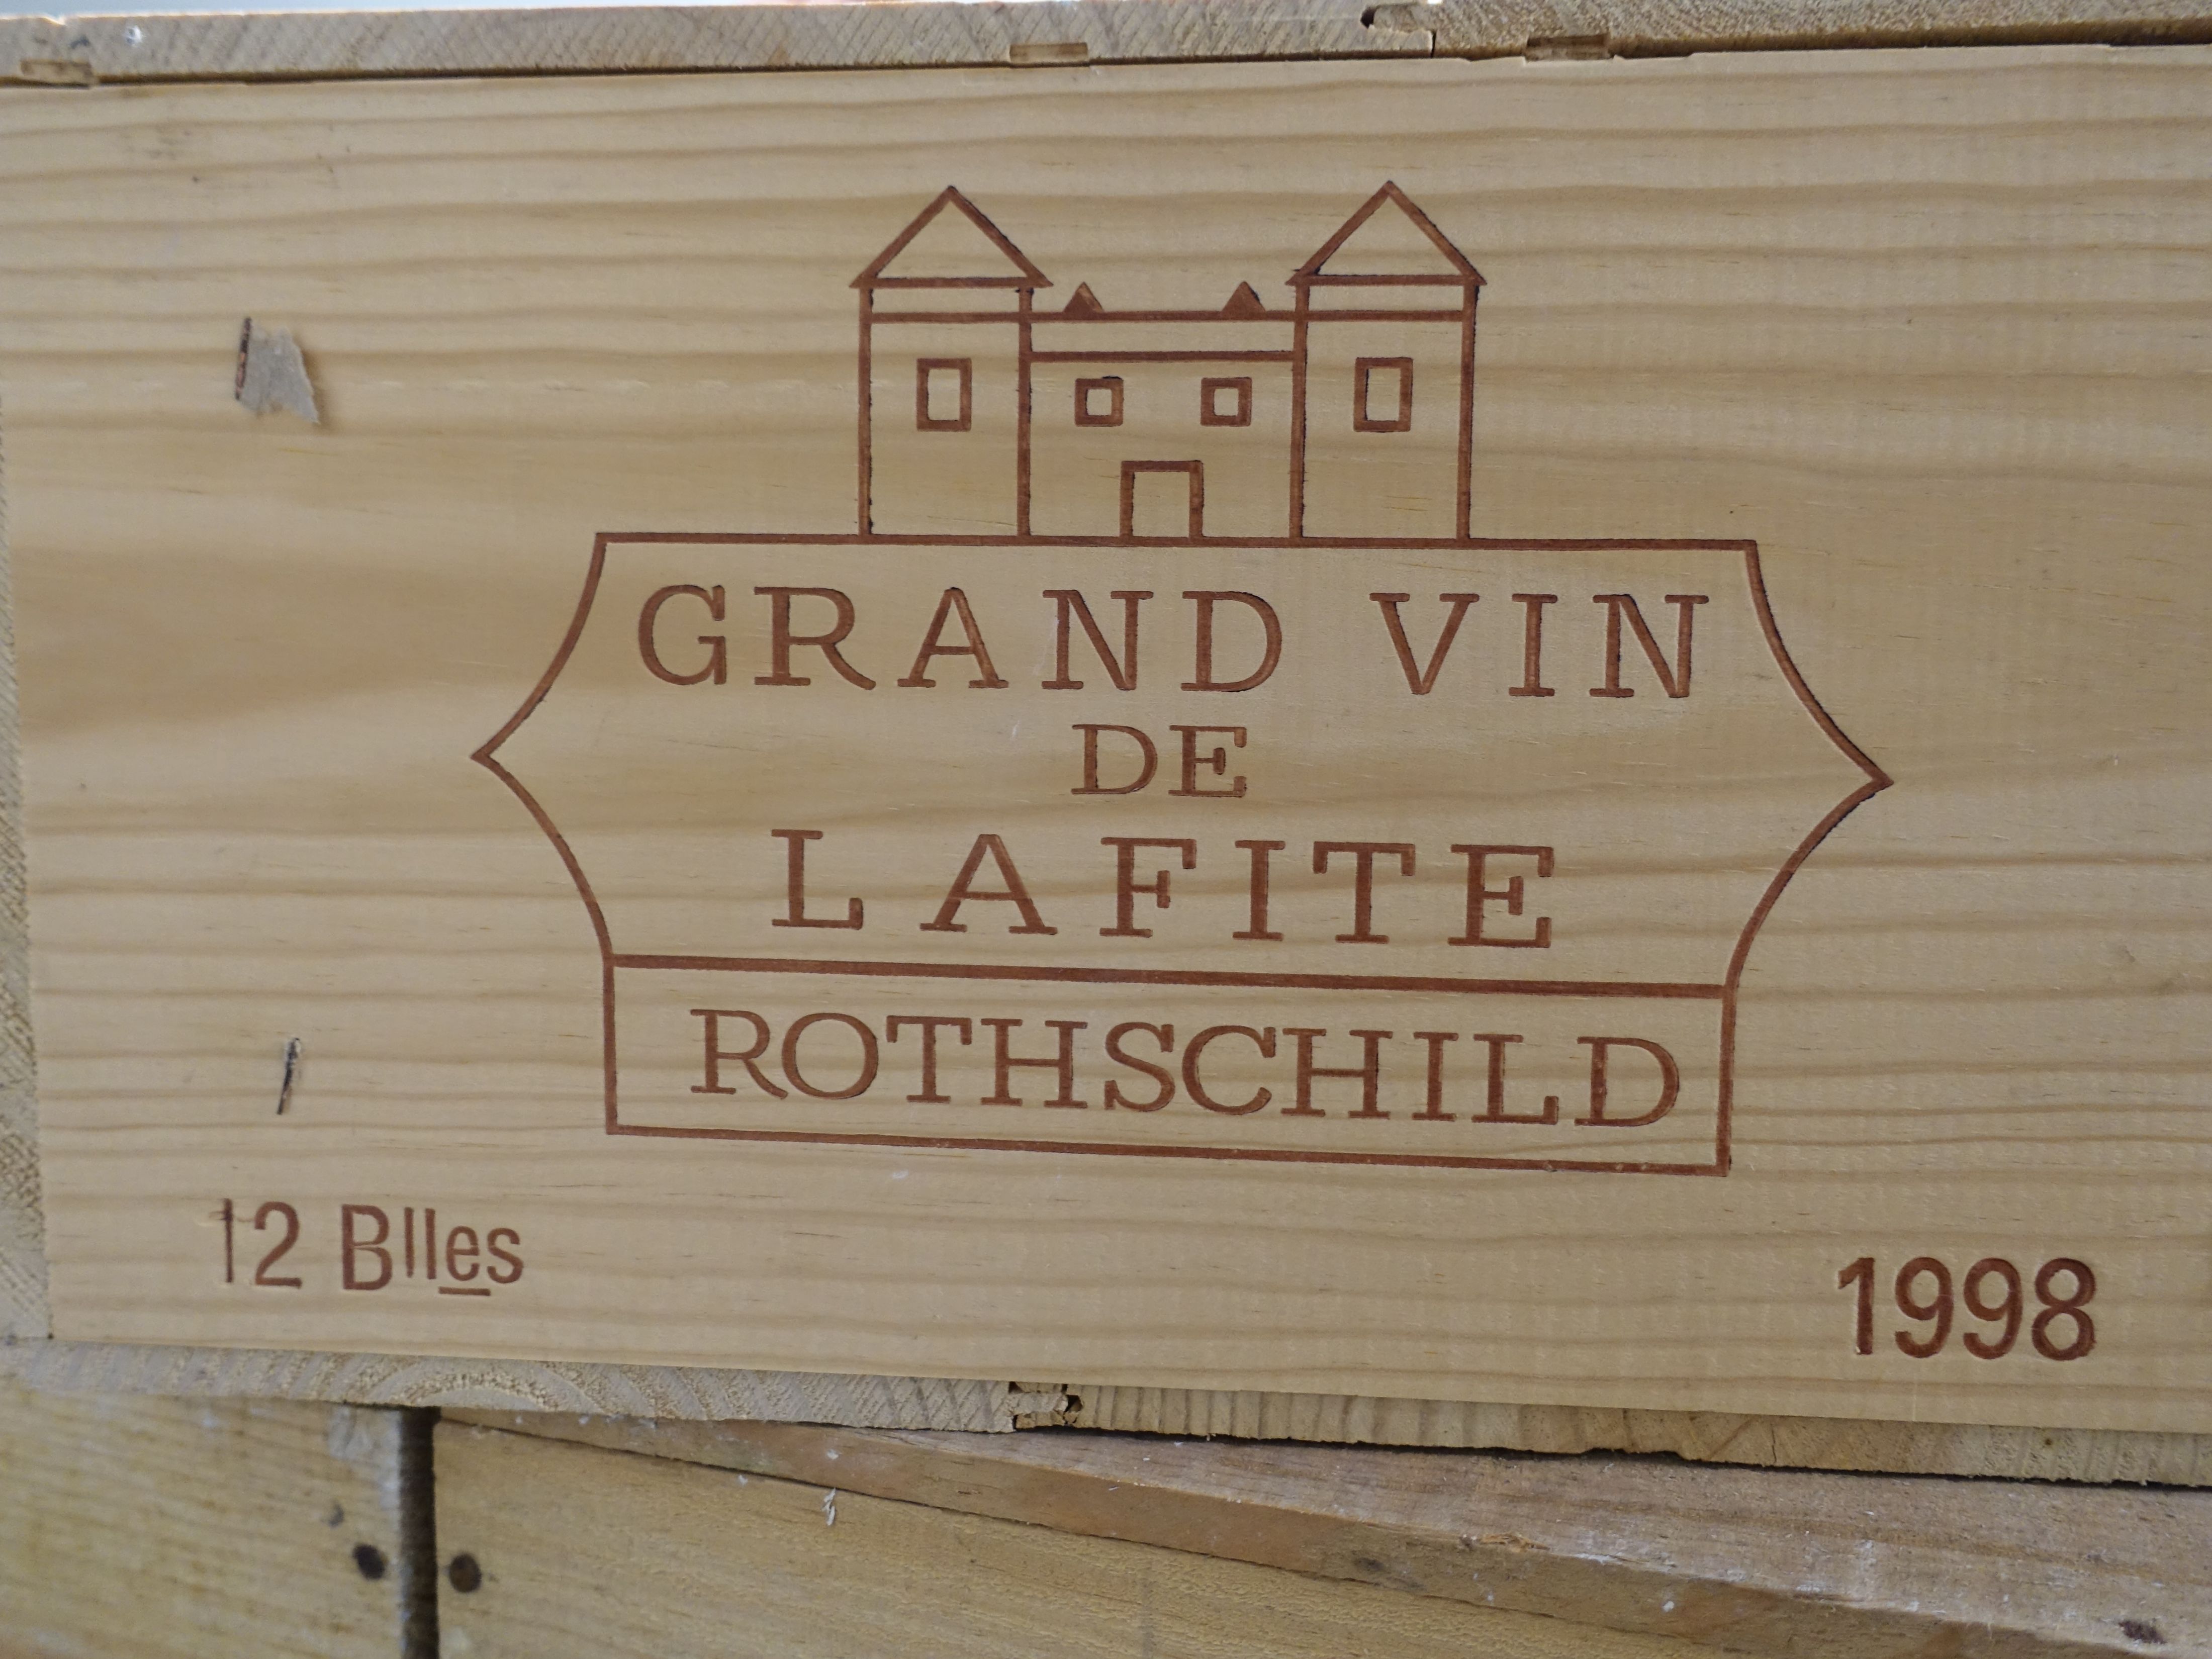 GRAND VIN
DE
LAFITE
ROTHSCHILD
12 Blles
1998